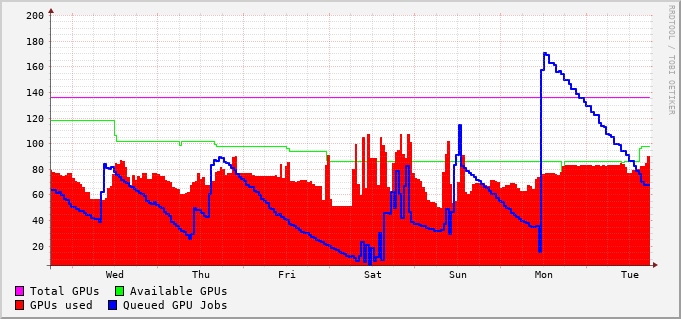 200
180
160
140
120
100
80
60
40
20
Wed Thu Fri Sat Sun Mon Tue
Total GPUs Available GPUs
GPUs used Queued GPU Jobs
RRDTOOL / TOBI OETIKER